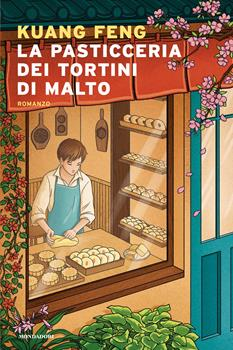 KUANG FENG
LA PASTICCERIA
DEI TORTINI
DI MALTO
ROMANZO
MONDADORI